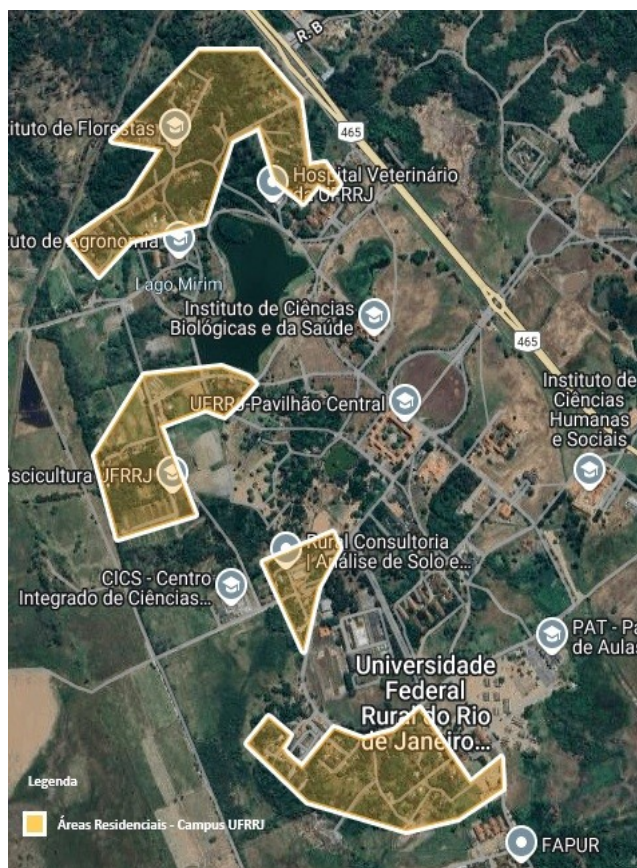 R. B
465
ituto de Florestas
Hospital Veterinário
da UFRRJ
tuto de Agronomia
Lago Mirim
Instituto de Ciências
Biológicas e da Saúde
465
Instituto de
Ciências
Humanas
e Sociais
UFRRJ-Pavilhão Central
iscicultura UFRRJ
Rural Consultoria
| Análise de Solo e...
CICS - Centro
Integrado de Ciências...
PAT - Pa
de Aulas
Universidade
Federal
Rural do Rio
de Janeiro...
Legenda
Áreas Residenciais - Campus UFRRJ
FAPUR